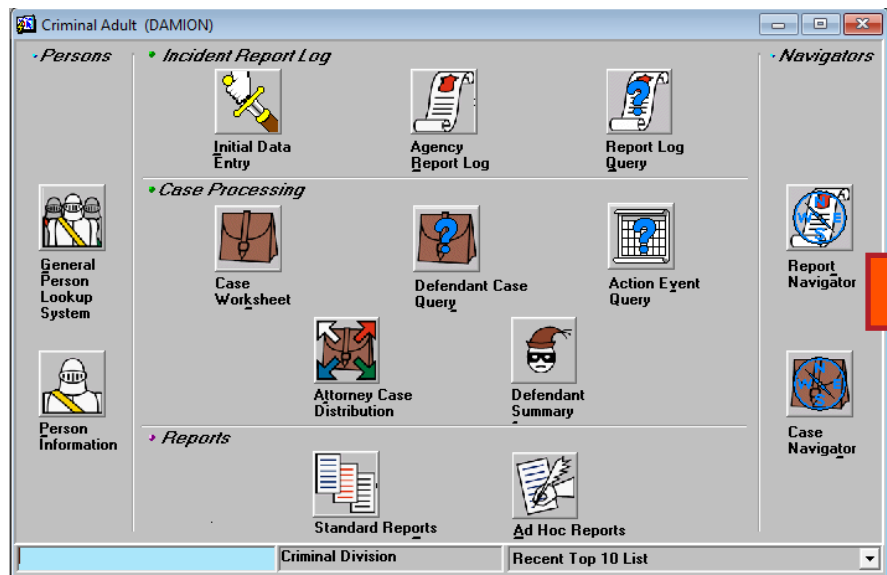 Criminal Adult (DAMION)
Persons
Incident Report Log
Navigators
Initial Data
Entry
Agency
Report Log
Report Log
Query
Case Processing
General
Person
Lookup
System
Case
Worksheet
Defendant Case
Query
Action Event
Query
Report
Navigator
N
W
E
S
Attorney Case
Distribution
Defendant
Summary
Person
Information
N
W
E
S
Case
Navigator
Reports
Standard Reports
Ad Hoc Reports
Criminal Division
Recent Top 10 List